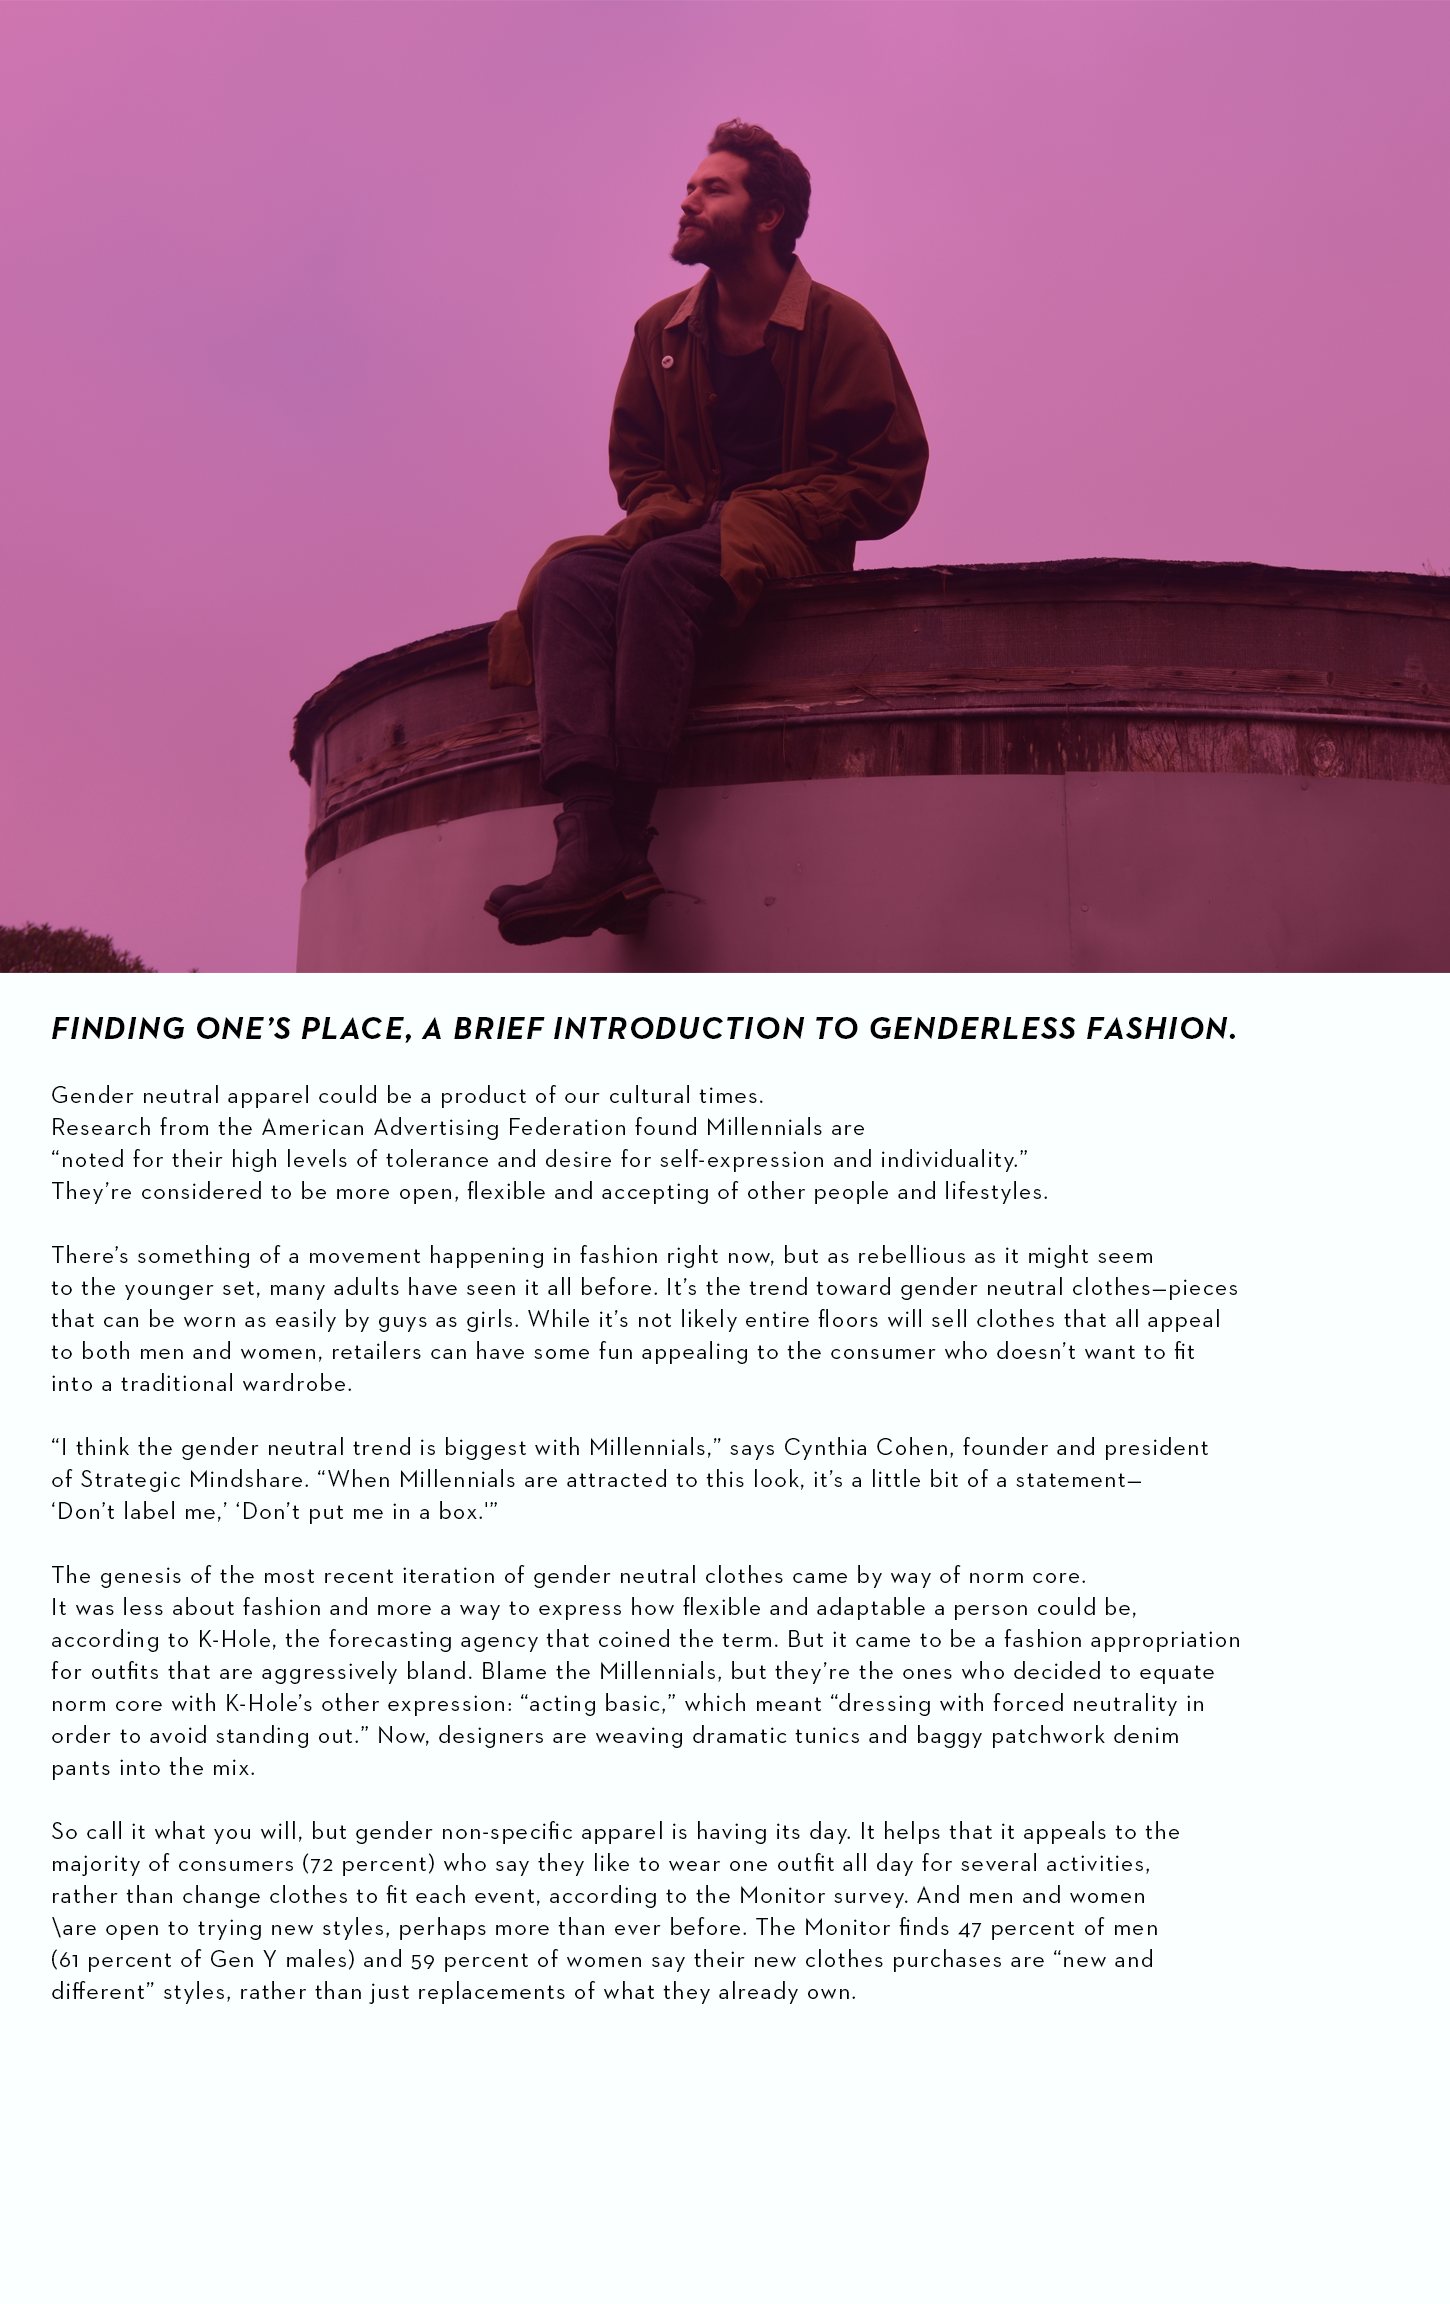 FINDING ONE’S PLACE, A BRIEF INTRODUCTION TO GENDERLESS FASHION.
Gender neutral apparel could be a product of our cultural times.
Research from the American Advertising Federation found Millennials are
“noted for their high levels of tolerance and desire for self-expression and individuality.”
They’re considered to be more open, flexible and accepting of other people and lifestyles.
There’s something of a movement happening in fashion right now, but as rebellious as it might seem
to the younger set, many adults have seen it all before. It’s the trend toward gender neutral clothes—pieces
that can be worn as easily by guys as girls. While it’s not likely entire floors will sell clothes that all appeal
to both men and women, retailers can have some fun appealing to the consumer who doesn’t want to fit
into a traditional wardrobe.
“I think the gender neutral trend is biggest with Millennials,” says Cynthia Cohen, founder and president
of Strategic Mindshare. “When Millennials are attracted to this look, it’s a little bit of a statement—
‘Don’t label me,’ ‘Don’t put me in a box.'”
The genesis of the most recent iteration of gender neutral clothes came by way of norm core.
It was less about fashion and more a way to express how flexible and adaptable a person could be,
according to K-Hole, the forecasting agency that coined the term. But it came to be a fashion appropriation
for outfits that are aggressively bland. Blame the Millennials, but they’re the ones who decided to equate
norm core with K-Hole’s other expression: “acting basic,” which meant “dressing with forced neutrality in
order to avoid standing out.” Now, designers are weaving dramatic tunics and baggy patchwork denim
pants into the mix.
So call it what you will, but gender non-specific apparel is having its day. It helps that it appeals to the
majority of consumers (72 percent) who say they like to wear one outfit all day for several activities,
rather than change clothes to fit each event, according to the Monitor survey. And men and women
\are open to trying new styles, perhaps more than ever before. The Monitor finds 47 percent of men
(61 percent of Gen Y males) and 59 percent of women say their new clothes purchases are “new and
different” styles, rather than just replacements of what they already own.